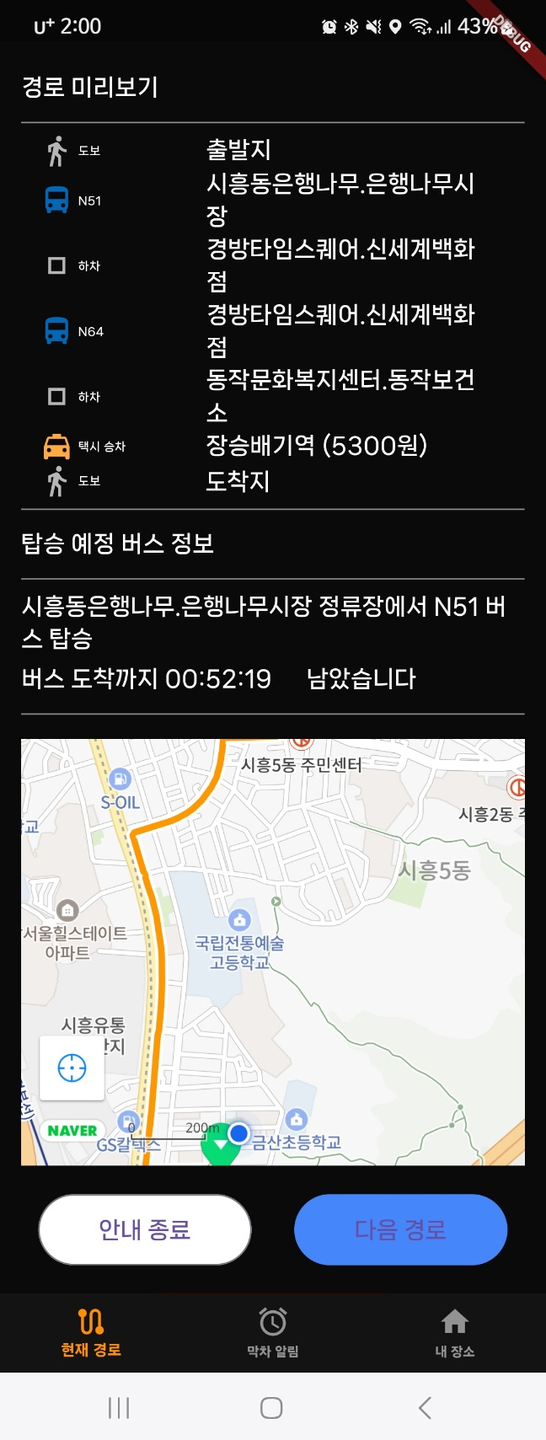 U+ 2:00
43%
DEBUG
경로 미리보기
도보 출발지
N51 시흥동은행나무.은행나무시
장
하차 경방타임스퀘어.신세계백화
점
N64 경방타임스퀘어.신세계백화
점
하차 동작문화복지센터.동작보건
소
택시 승차 장승배기역 (5300원)
도보 도착지
탑승 예정 버스 정보
시흥동은행나무.은행나무시장 정류장에서 N51 버
스 탑승
버스 도착까지 00:52:19 남았습니다
시흥5동 주민센터
S-OIL
시흥2동
교
시흥5동
서울힐스테이트
아파트
국립전통예술
고등학교
시흥유통
단지
NAVER
0 200m
GS칼텍스
금산초등학교
안내 종료
다음 경로
현재 경로
막차 알림
내 장소